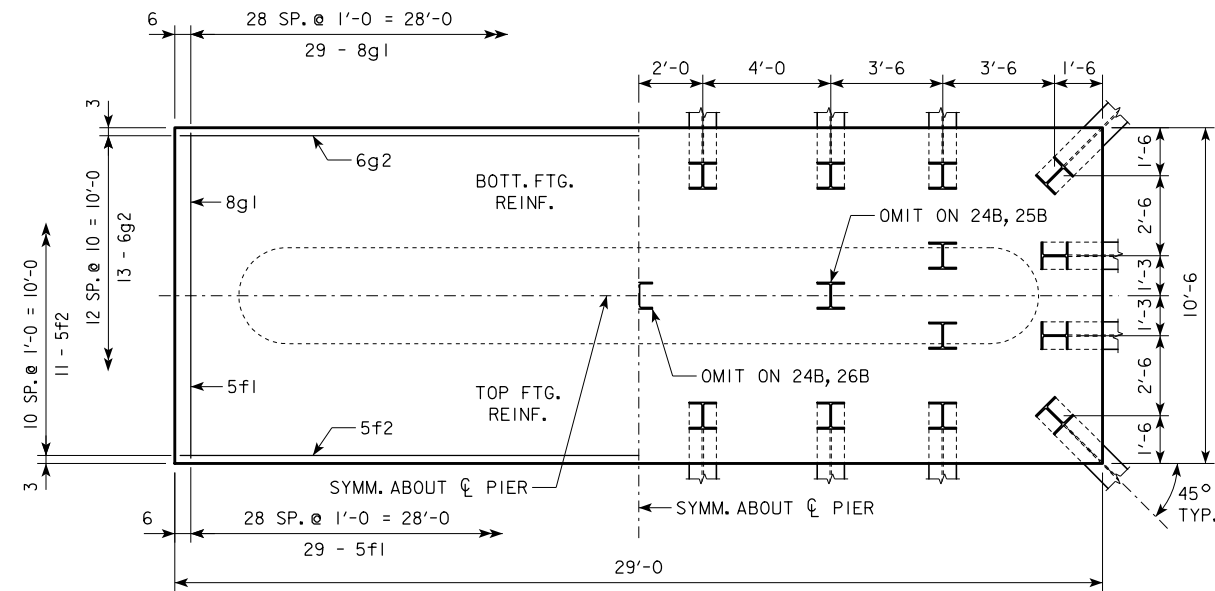 6
28 SP. @ 1'-0 = 28'-0
29 - 8g1
2'-0
4'-0
3'-6
3'-6
1'-6
3
12 SP. @ 10 = 10'-0
13 - 6g2
10 SP. @ 1'-0 = 10'-0
11 - 5f2
3
6g2
8g1
BOTT. FTG.
REINF.
OMIT ON 24B, 25B
1'-6
2'-6
1'-3
1'-3
2'-6
1'-6
10'-6
5f1
TOP FTG.
REINF.
OMIT ON 24B, 26B
5f2
SYMM. ABOUT ℄ PIER
SYMM. ABOUT ℄ PIER
45°
TYP.
6
28 SP. @ 1'-0 = 28'-0
29 - 5f1
29'-0